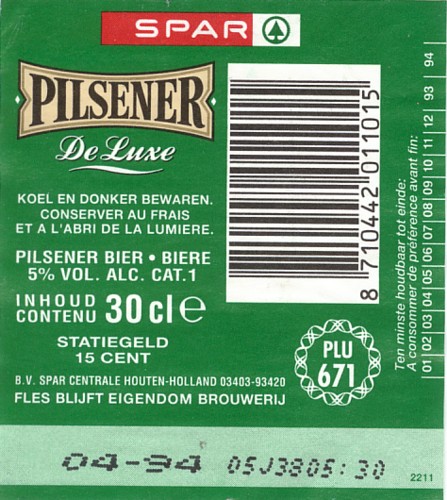 SPAR
PILSENER
De Luxe
KOEL EN DONKER BEWAREN.
CONSERVER AU FRAIS
ET A L'ABRI DE LA LUMIERE.
PILSENER BIER • BIERE
5% VOL. ALC. CAT.1
INHOUD
CONTENU 30 cl e
STATIEGELD
15 CENT
B.V. SPAR CENTRALE HOUTEN-HOLLAND 03403-93420
FLES BLIJFT EIGENDOM BROUWERIJ
8 710442 011015
PLU
671
Ten minste houdbaar tot einde:
A consommer de préférence avant fin:
01|02|03|04|05|06|07|08|09|10|11|12 93|94|
04-94 05J3805:30
2211